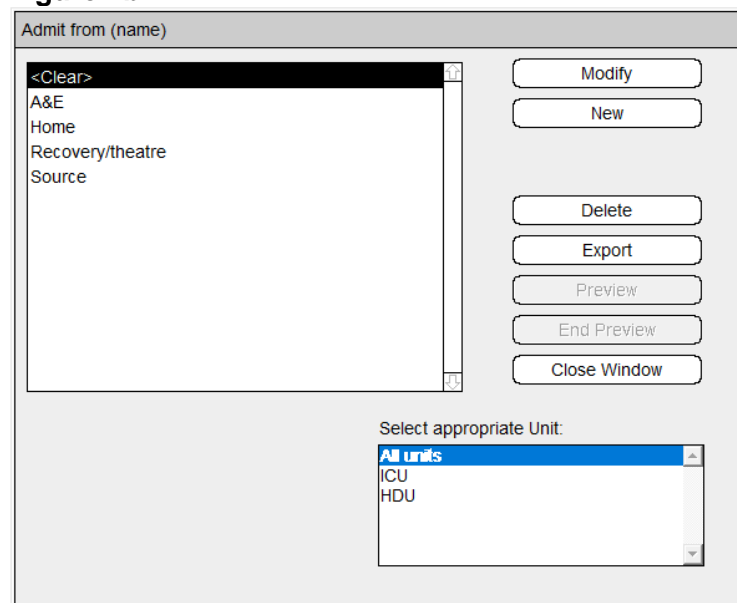 Admit from (name)
<Clear>
A&E
Home
Recovery/theatre
Source
Modify
New
Delete
Export
Preview
End Preview
Close Window
Select appropriate Unit:
All units
ICU
HDU